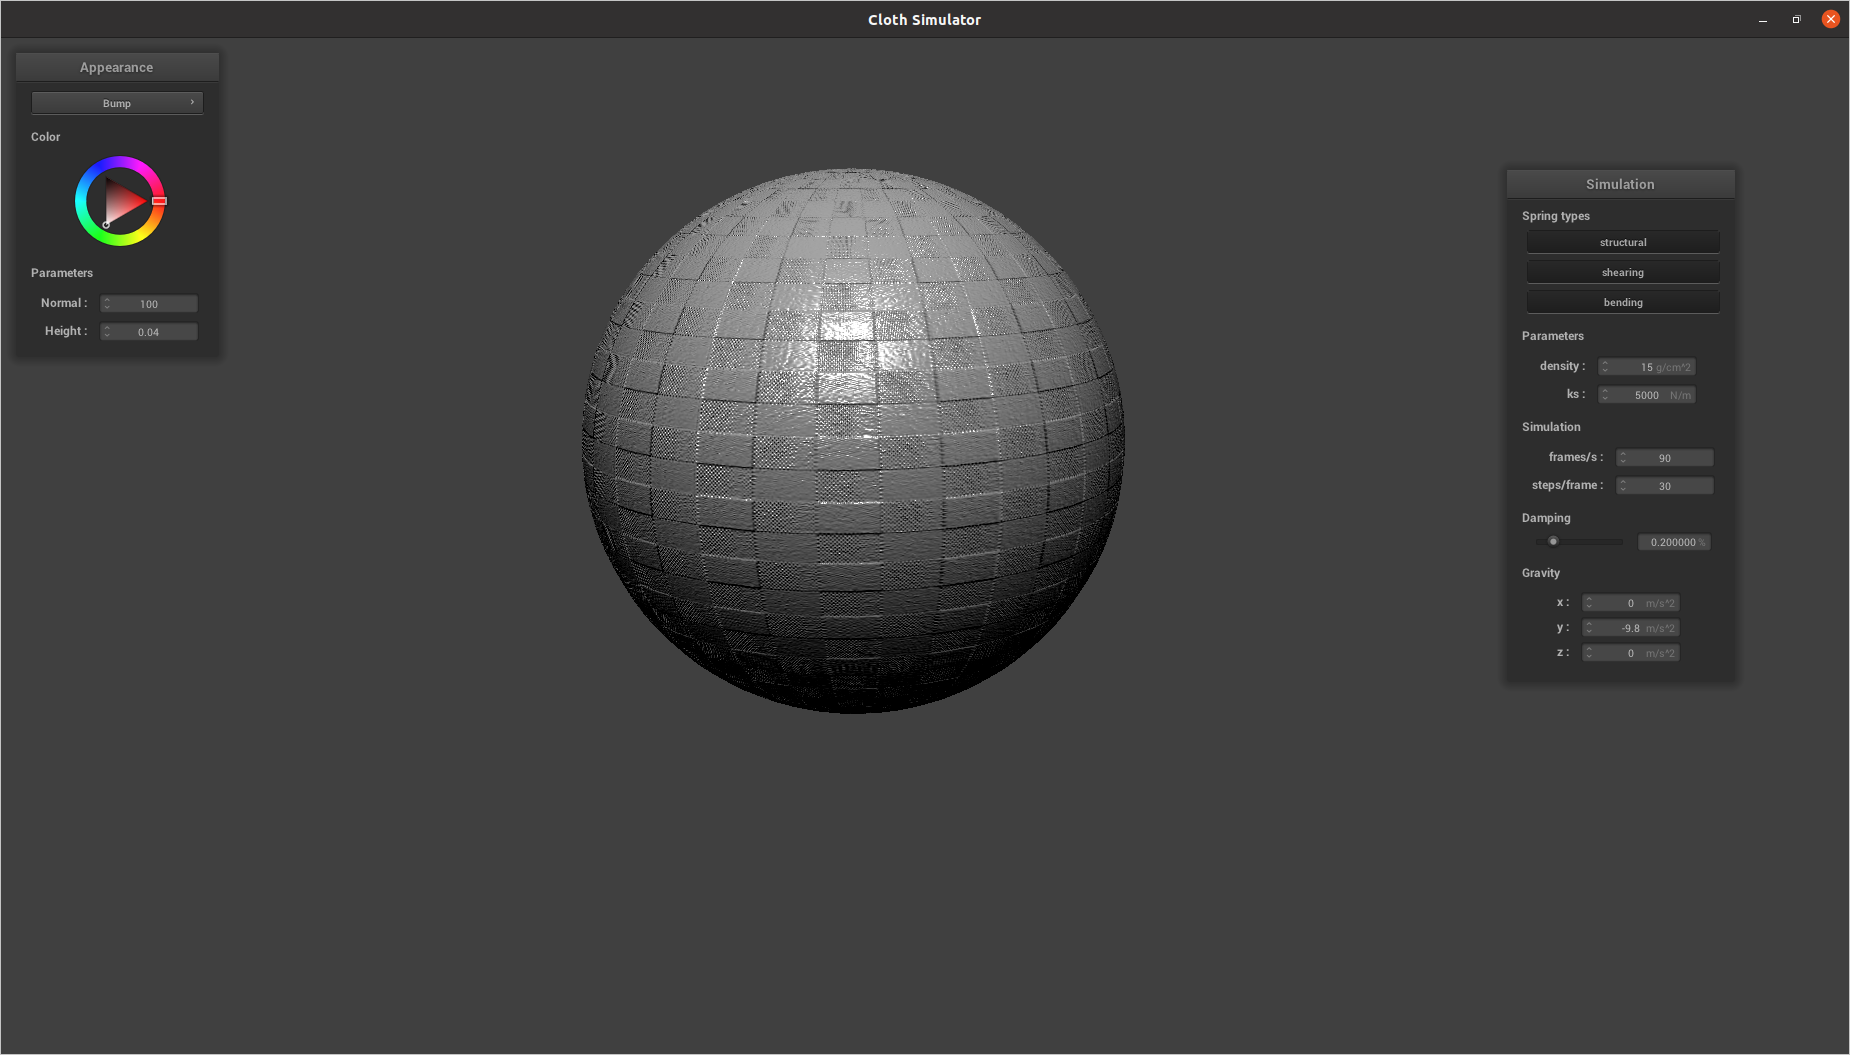 Cloth Simulator
Appearance
Bump
Color
Parameters
Normal : 100
Height : 0.04
Simulation
Spring types
structural
shearing
bending
Parameters
density : 15 g/cm^2
ks : 5000 N/m
Simulation
frames/s : 90
steps/frame : 30
Damping
0.200000 %
Gravity
x : 0 m/s^2
y : -9.8 m/s^2
z : 0 m/s^2